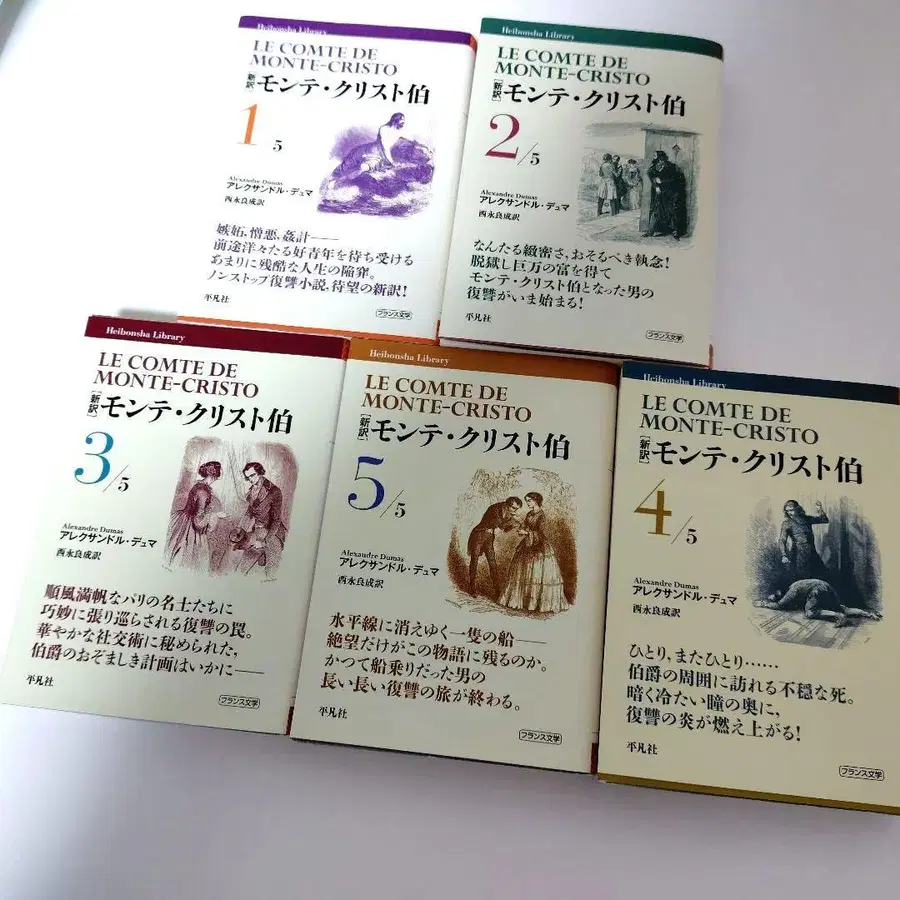 Heibonsha Library
LE COMTE DE
MONTE-CRISTO
[新訳] モンテ・クリスト伯
1/5
Alexandre Dumas
アレクサンドル・デュマ
西永良成訳
嫉妬、憎悪、姦計——
前途洋々たる好青年を待ち受ける
あまりに残酷な人生の陥穽。
ノンストップ復讐小説、待望の新訳!
平凡社
フランス文学
Heibonsha Library
LE COMTE DE
MONTE-CRISTO
[新訳] モンテ・クリスト伯
2/5
Alexandre Dumas
アレクサンドル・デュマ
西永良成訳
なんたる緻密さ、おそるべき執念!
脱獄し巨万の富を得て
モンテ・クリスト伯となった男の
復讐がいま始まる!
平凡社
フランス文学
Heibonsha Library
LE COMTE DE
MONTE-CRISTO
[新訳] モンテ・クリスト伯
3/5
Alexandre Dumas
アレクサンドル・デュマ
西永良成訳
順風満帆なパリの名士たちに
巧妙に張り巡らされる復讐の罠。
華やかな社交術に秘められた、
伯爵のおぞましき計画はいかに——
平凡社
フランス文学
Heibonsha Library
LE COMTE DE
MONTE-CRISTO
[新訳] モンテ・クリスト伯
5/5
Alexandre Dumas
アレクサンドル・デュマ
西永良成訳
水平線に消えゆく一隻の船——
絶望だけがこの物語に残るのか。
かつて船乗りだった男の
長い長い復讐の旅が終わる。
平凡社
フランス文学
Heibonsha Library
LE COMTE DE
MONTE-CRISTO
[新訳] モンテ・クリスト伯
4/5
Alexandre Dumas
アレクサンドル・デュマ
西永良成訳
ひとり、またひとり……
伯爵の周囲に訪れる不穏な死。
暗く冷たい瞳の奥に、
復讐の炎が燃え上がる!
平凡社
フランス文学